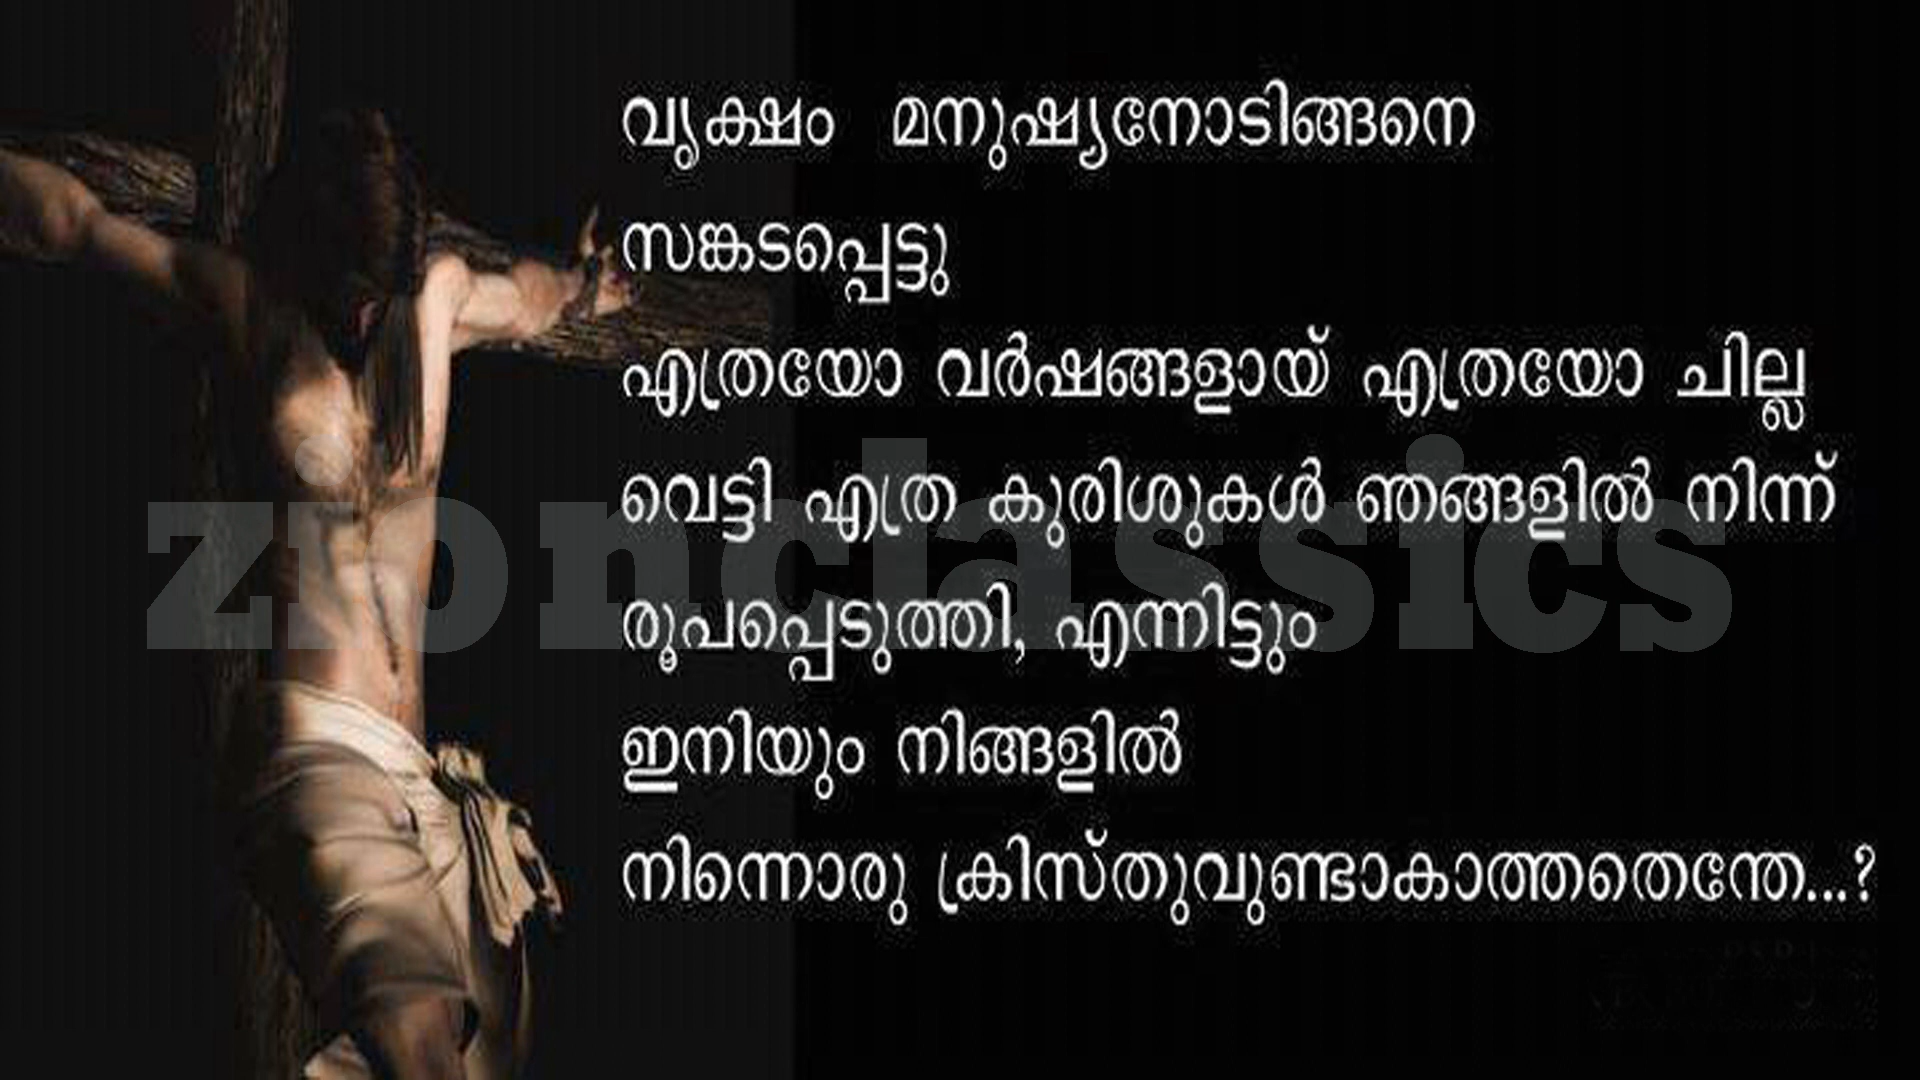 വൃക്ഷം മനുഷ്യനോടിങ്ങനെ
സങ്കടപ്പെട്ടു
എത്രയോ വർഷങ്ങളായ് എത്രയോ ചില്ല
വെട്ടി എത്ര കുരിശുകൾ ഞങ്ങളിൽ നിന്ന്
രൂപപ്പെടുത്തി, എന്നിട്ടും
ഇനിയും നിങ്ങളിൽ
നിന്നൊരു ക്രിസ്തുവുണ്ടാകാത്തതെന്തേ...?
zionclassics